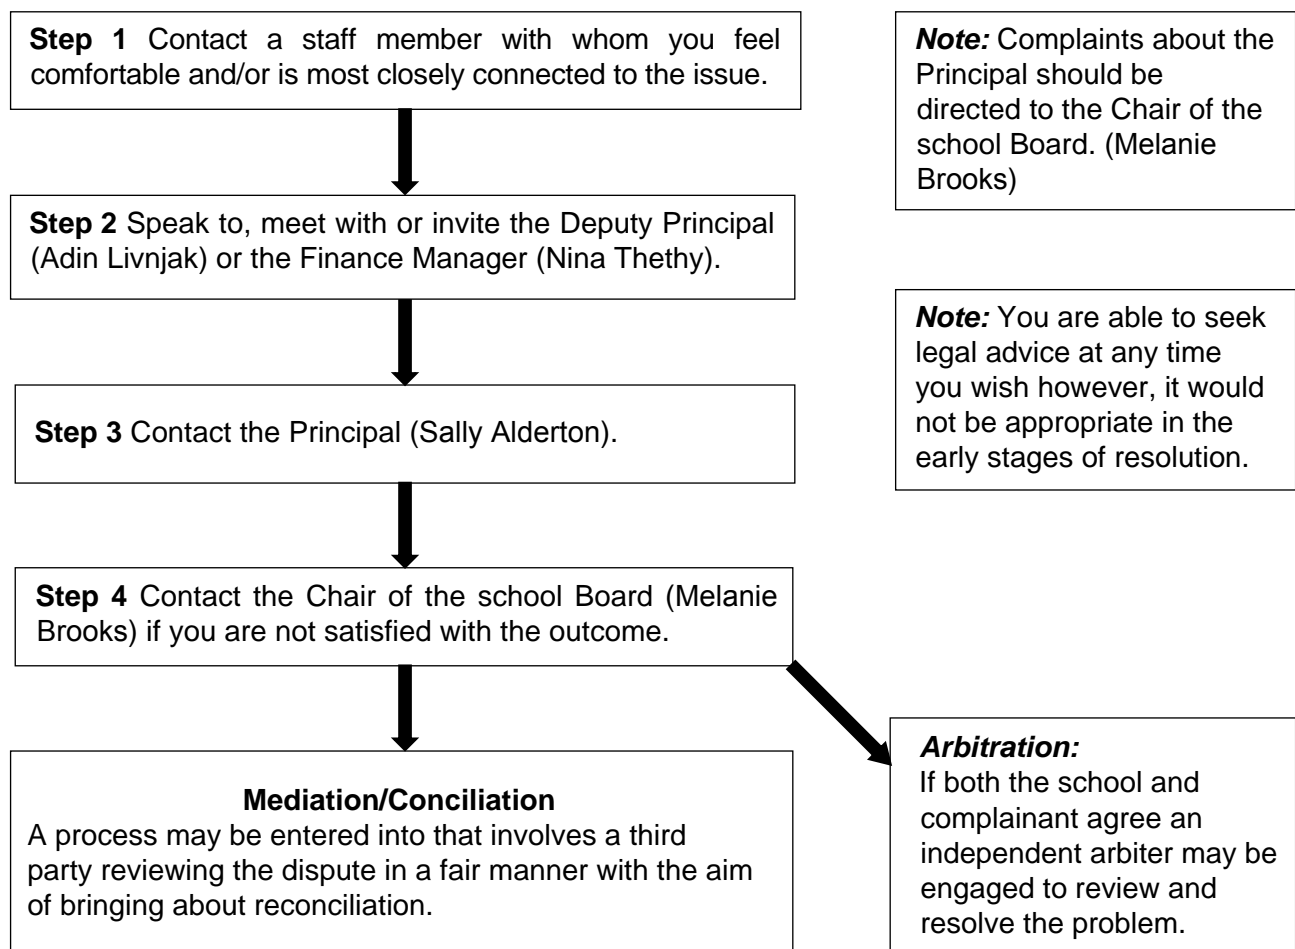 Step 1 Contact a staff member with whom you feel
comfortable and/or is most closely connected to the issue.
Note: Complaints about the
Principal should be
directed to the Chair of the
school Board. (Melanie
Brooks)
Step 2 Speak to, meet with or invite the Deputy Principal
(Adin Livnjak) or the Finance Manager (Nina Thethy).
Note: You are able to seek
legal advice at any time
you wish however, it would
not be appropriate in the
early stages of resolution.
Step 3 Contact the Principal (Sally Alderton).
Step 4 Contact the Chair of the school Board (Melanie
Brooks) if you are not satisfied with the outcome.
Mediation/Conciliation
A process may be entered into that involves a third
party reviewing the dispute in a fair manner with the aim
of bringing about reconciliation.
Arbitration:
If both the school and
complainant agree an
independent arbiter may be
engaged to review and
resolve the problem.